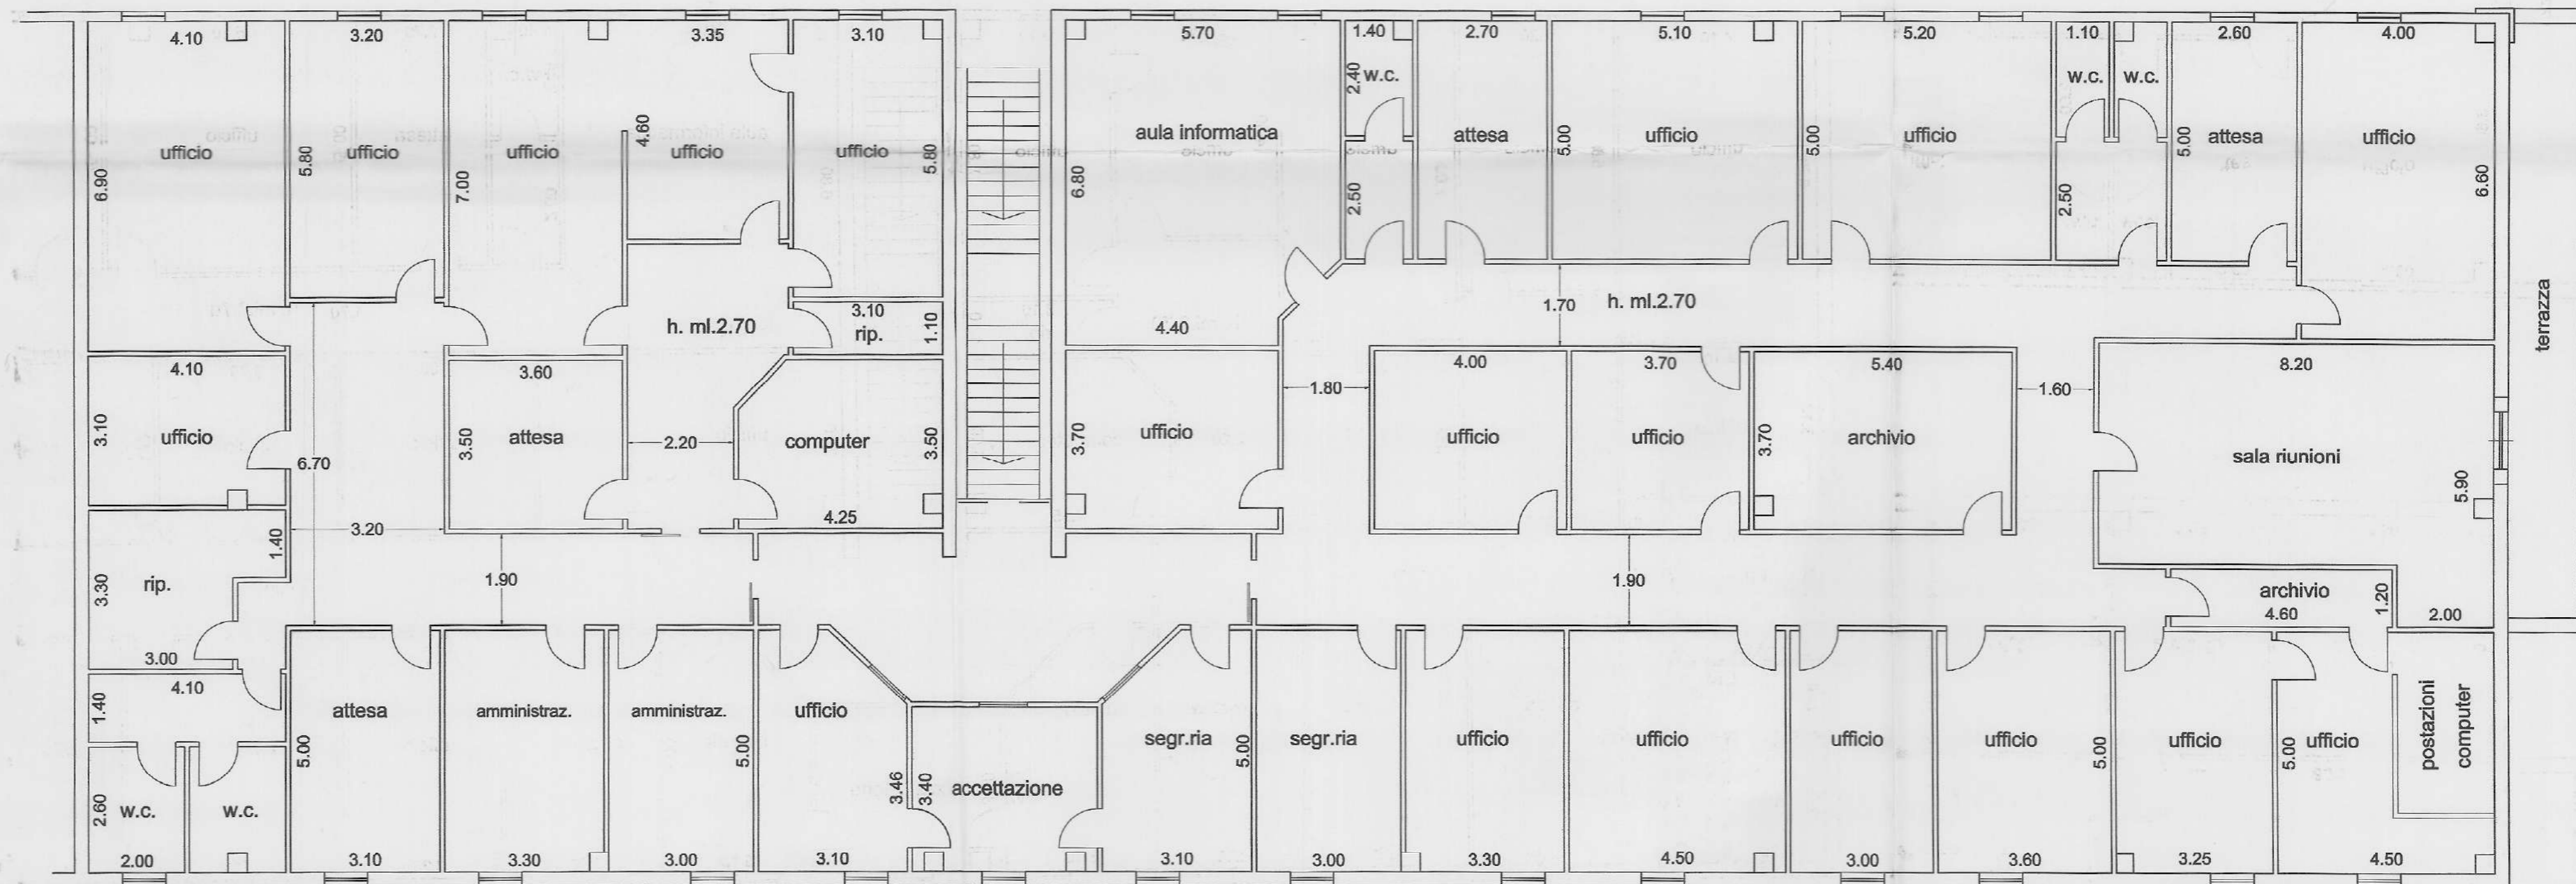 4.10
3.20
3.35
3.10
5.70
1.40
2.70
5.10
5.20
1.10
2.60
4.00
2.40
w.c.
w.c.
w.c.
4.60
aula informatica
attesa
ufficio
ufficio
attesa
ufficio
ufficio
ufficio
ufficio
ufficio
ufficio
5.80
5.80
5.00
5.00
5.00
6.90
7.00
6.80
2.50
2.50
6.60
h. ml.2.70
3.10
rip.
1.10
4.40
1.70
h. ml.2.70
terrazza
4.10
3.60
1.80
4.00
3.70
5.40
1.60
8.20
3.10
ufficio
3.50
attesa
2.20
computer
3.50
3.70
ufficio
ufficio
ufficio
3.70
archivio
sala riunioni
6.70
4.25
5.90
1.40
3.20
3.30
rip.
1.90
1.90
archivio
4.60
1.20
2.00
3.00
4.10
1.40
attesa
amministraz.
amministraz.
ufficio
segr.ria
segr.ria
ufficio
ufficio
ufficio
ufficio
ufficio
ufficio
postazioni
computer
5.00
5.00
3.46
3.40
accettazione
5.00
5.00
5.00
2.60
w.c.
w.c.
2.00
3.10
3.30
3.00
3.10
3.10
3.00
3.30
4.50
3.00
3.60
3.25
4.50